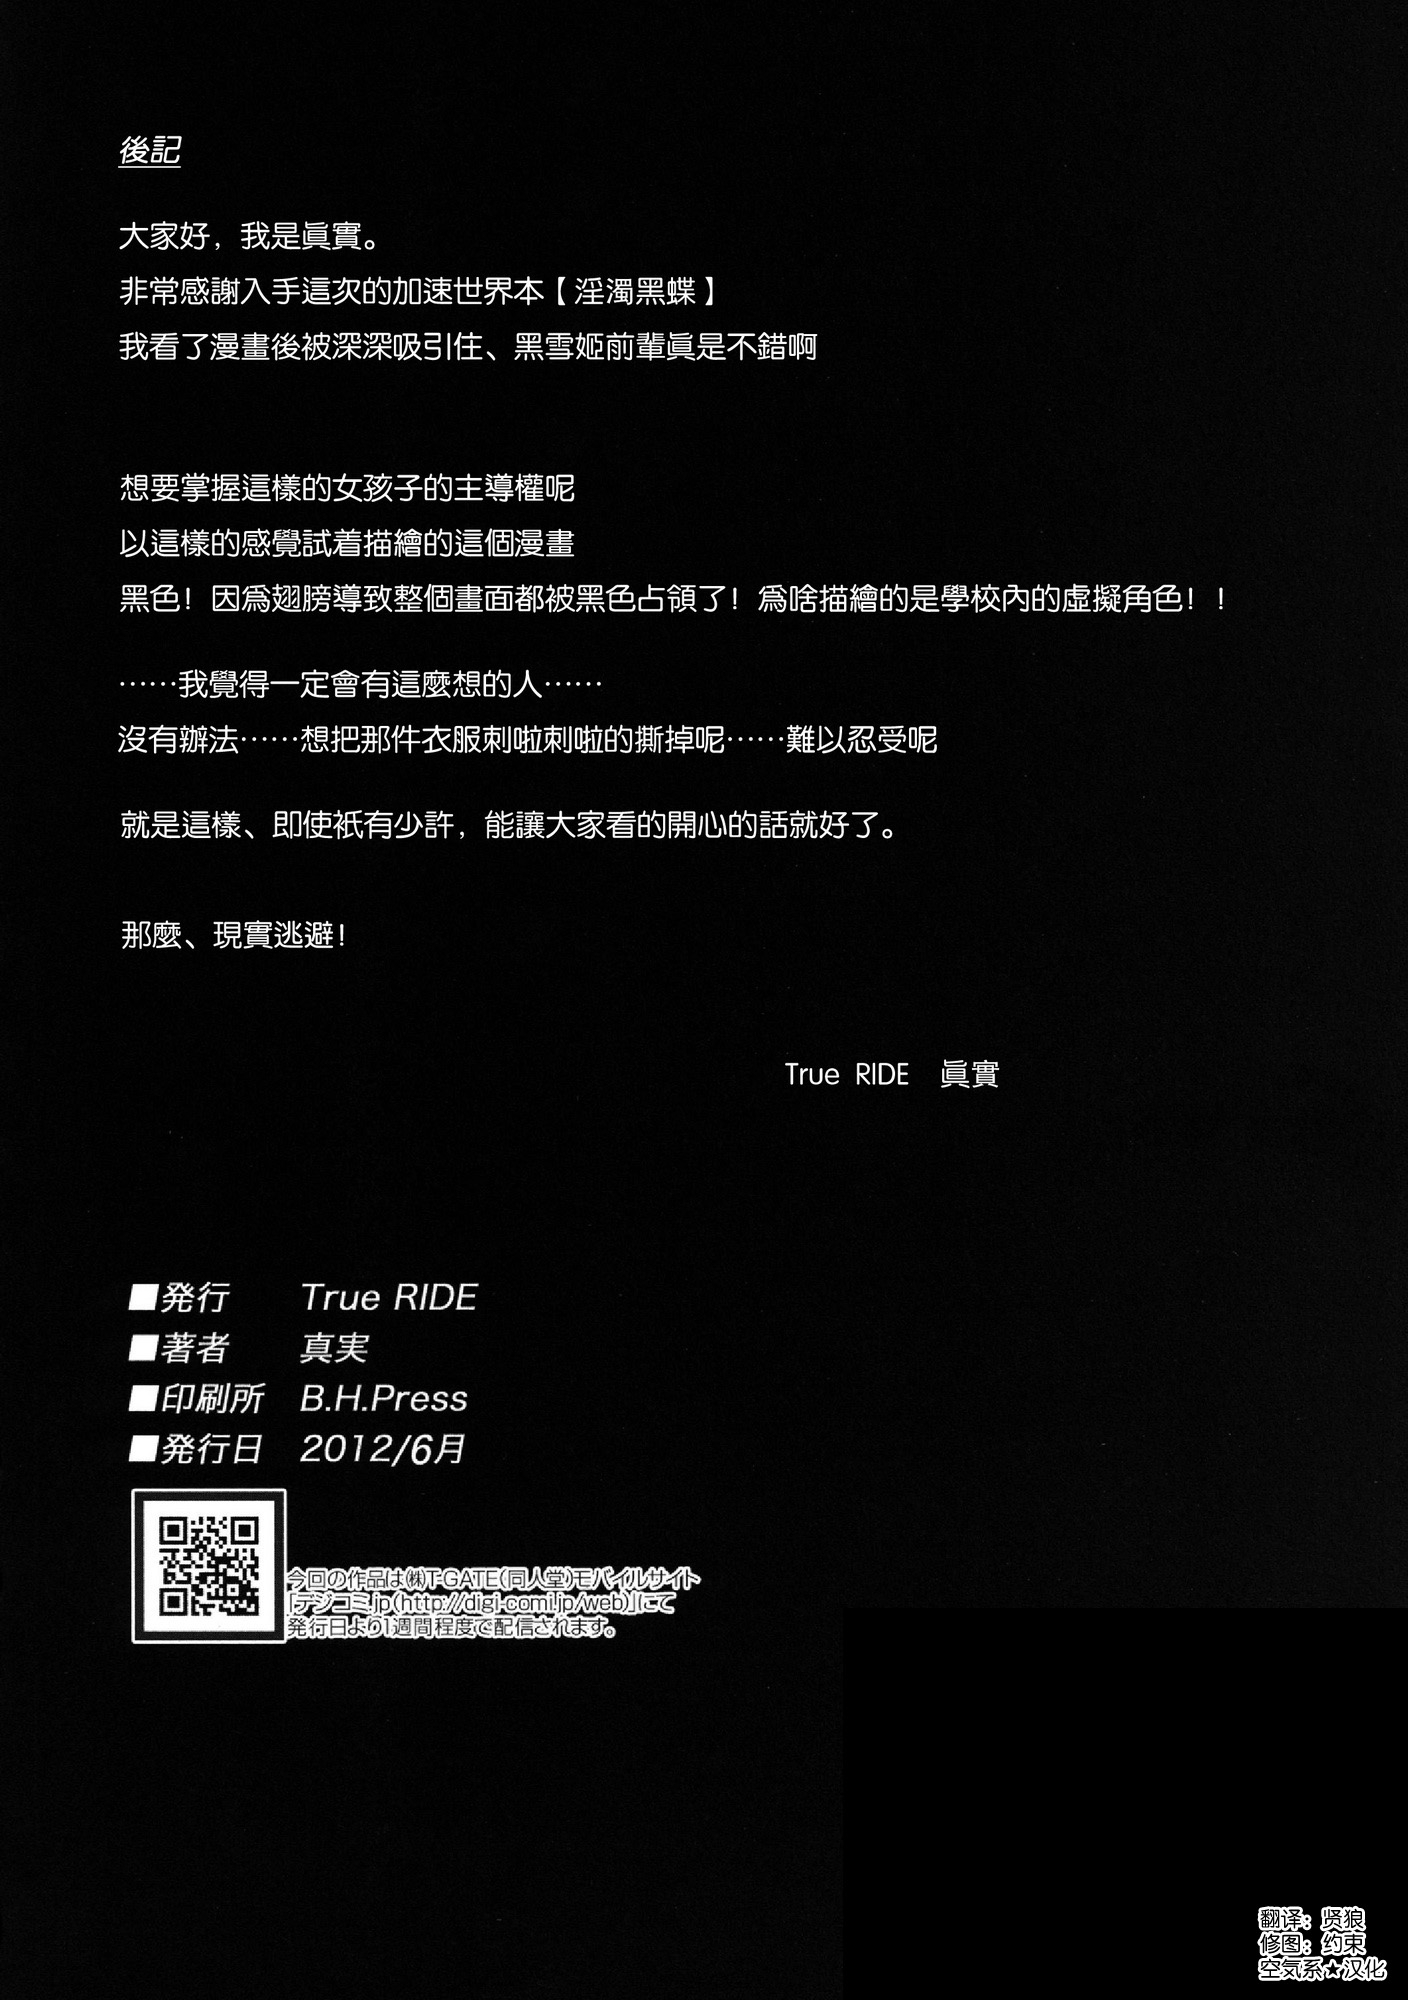 後記
大家好，我是眞實。
非常感謝入手這次的加速世界本【淫濁黑蝶】
我看了漫畫後被深深吸引住、黑雪姬前輩眞是不錯啊
想要掌握這樣的女孩子的主導權呢
以這樣的感覺試着描繪的這個漫畫
黑色！因爲翅膀導致整個畫面都被黑色占領了！爲啥描繪的是學校內的虛擬角色！！
……我覺得一定會有這麼想的人……
沒有辦法……想把那件衣服刺啦刺啦的撕掉呢……難以忍受呢
就是這樣、即使衹有少許，能讓大家看的開心的話就好了。
那麼、現實逃避！
True RIDE 眞實
■発行 True RIDE
■著者 真実
■印刷所 B.H.Press
■発行日 2012/6月
今回の作品は㈱T-GATE(同人堂)モバイルサイト
「デジコミ.jp(http://digi-comi.jp/web)」にて
発行日より1週間程度で配信されます。
翻译：贤狼
修图：约束
空気系★汉化